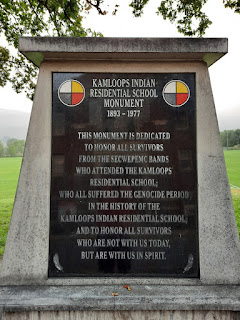 KAMLOOPS INDIAN
RESIDENTIAL SCHOOL
MONUMENT
1893 - 1977
THIS MONUMENT IS DEDICATED
TO HONOR ALL SURVIVORS
FROM THE SECWEPEMC BANDS
WHO ATTENDED THE KAMLOOPS
RESIDENTIAL SCHOOL;
WHO ALL SUFFERED THE GENOCIDE PERIOD
IN THE HISTORY OF THE
KAMLOOPS INDIAN RESIDENTIAL SCHOOL,
AND TO HONOR ALL SURVIVORS
WHO ARE NOT WITH US TODAY,
BUT ARE WITH US IN SPIRIT.